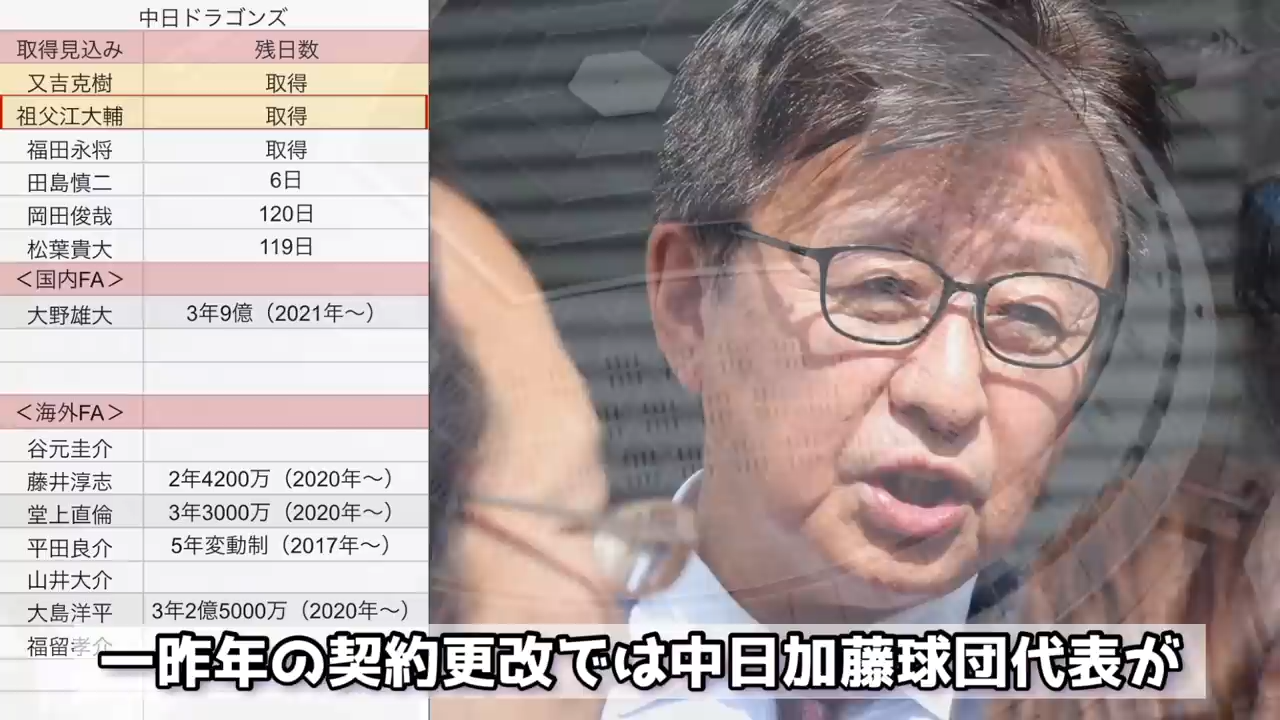 中日ドラゴンズ
取得見込み 残日数
又吉克樹 取得
祖父江大輔 取得
福田永将 取得
田島慎二 6日
岡田俊哉 120日
松葉貴大 119日
＜国内FA＞
大野雄大 3年9億（2021年〜）
＜海外FA＞
谷元圭介
藤井淳志 2年4200万（2020年〜）
堂上直倫 3年3000万（2020年〜）
平田良介 5年変動制（2017年〜）
山井大介
大島洋平 3年2億5000万（2020年〜）
福留孝介
一昨年の契約更改では中日加藤球団代表が